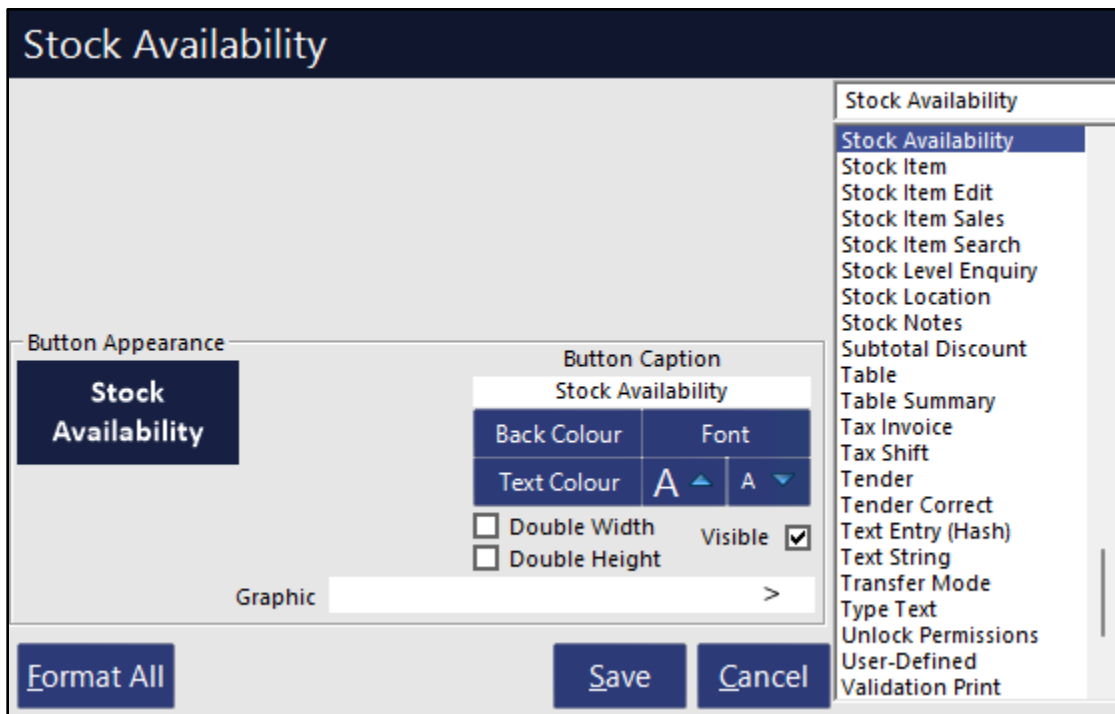 Stock Availability
Stock Availability
Stock Availability
Stock Item
Stock Item Edit
Stock Item Sales
Stock Item Search
Stock Level Enquiry
Stock Location
Stock Notes
Subtotal Discount
Table
Table Summary
Tax Invoice
Tax Shift
Tender
Tender Correct
Text Entry (Hash)
Text String
Transfer Mode
Type Text
Unlock Permissions
User-Defined
Validation Print
Button Appearance
Stock
Availability
Button Caption
Stock Availability
Back Colour Font
Text Colour A A
Double Width Visible
Double Height
Graphic >
Format All Save Cancel